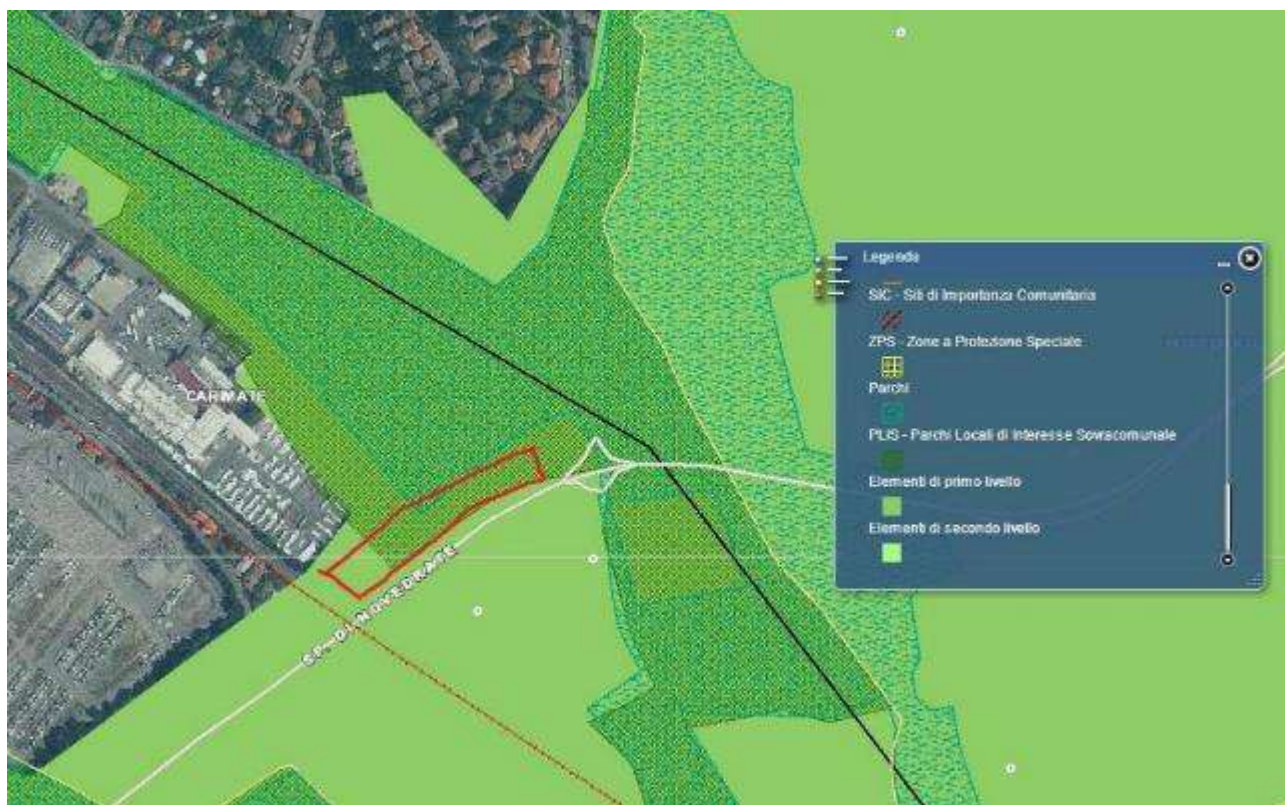 Legenda
SIC - Siti di Importanza Comunitaria
ZPS - Zone a Protezione Speciale
Parchi
PLIS - Parchi Locali di Interesse Sovracomunale
Elementi di primo livello
Elementi di secondo livello
CARIMATE
SP-DI NOVEDRATE